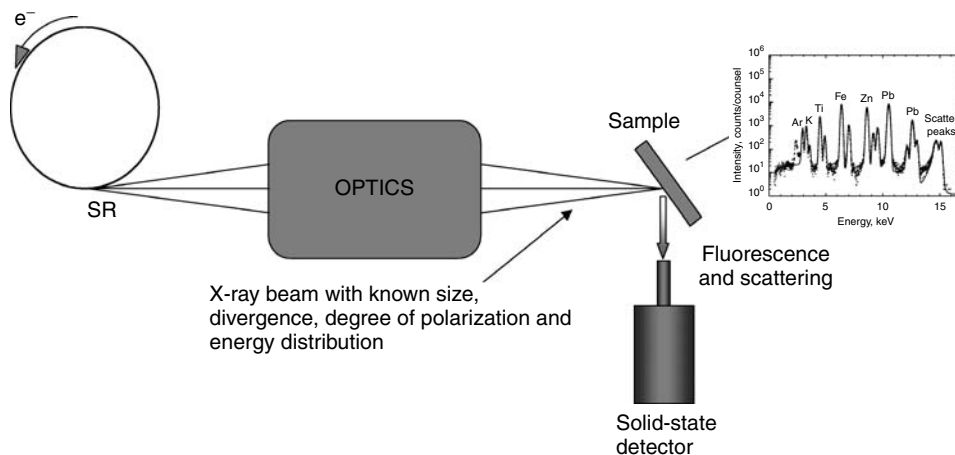 e⁻
SR
OPTICS
Sample
X-ray beam with known size,
divergence, degree of polarization and
energy distribution
Fluorescence
and scattering
Solid-state
detector
Intensity, counts/counsel
10⁶
10⁵
10⁴
10³
10²
10¹
10⁰
Ar
K
Ti
Fe
Zn
Pb
Pb
Scatte
peaks
0 5 10 15
Energy, keV